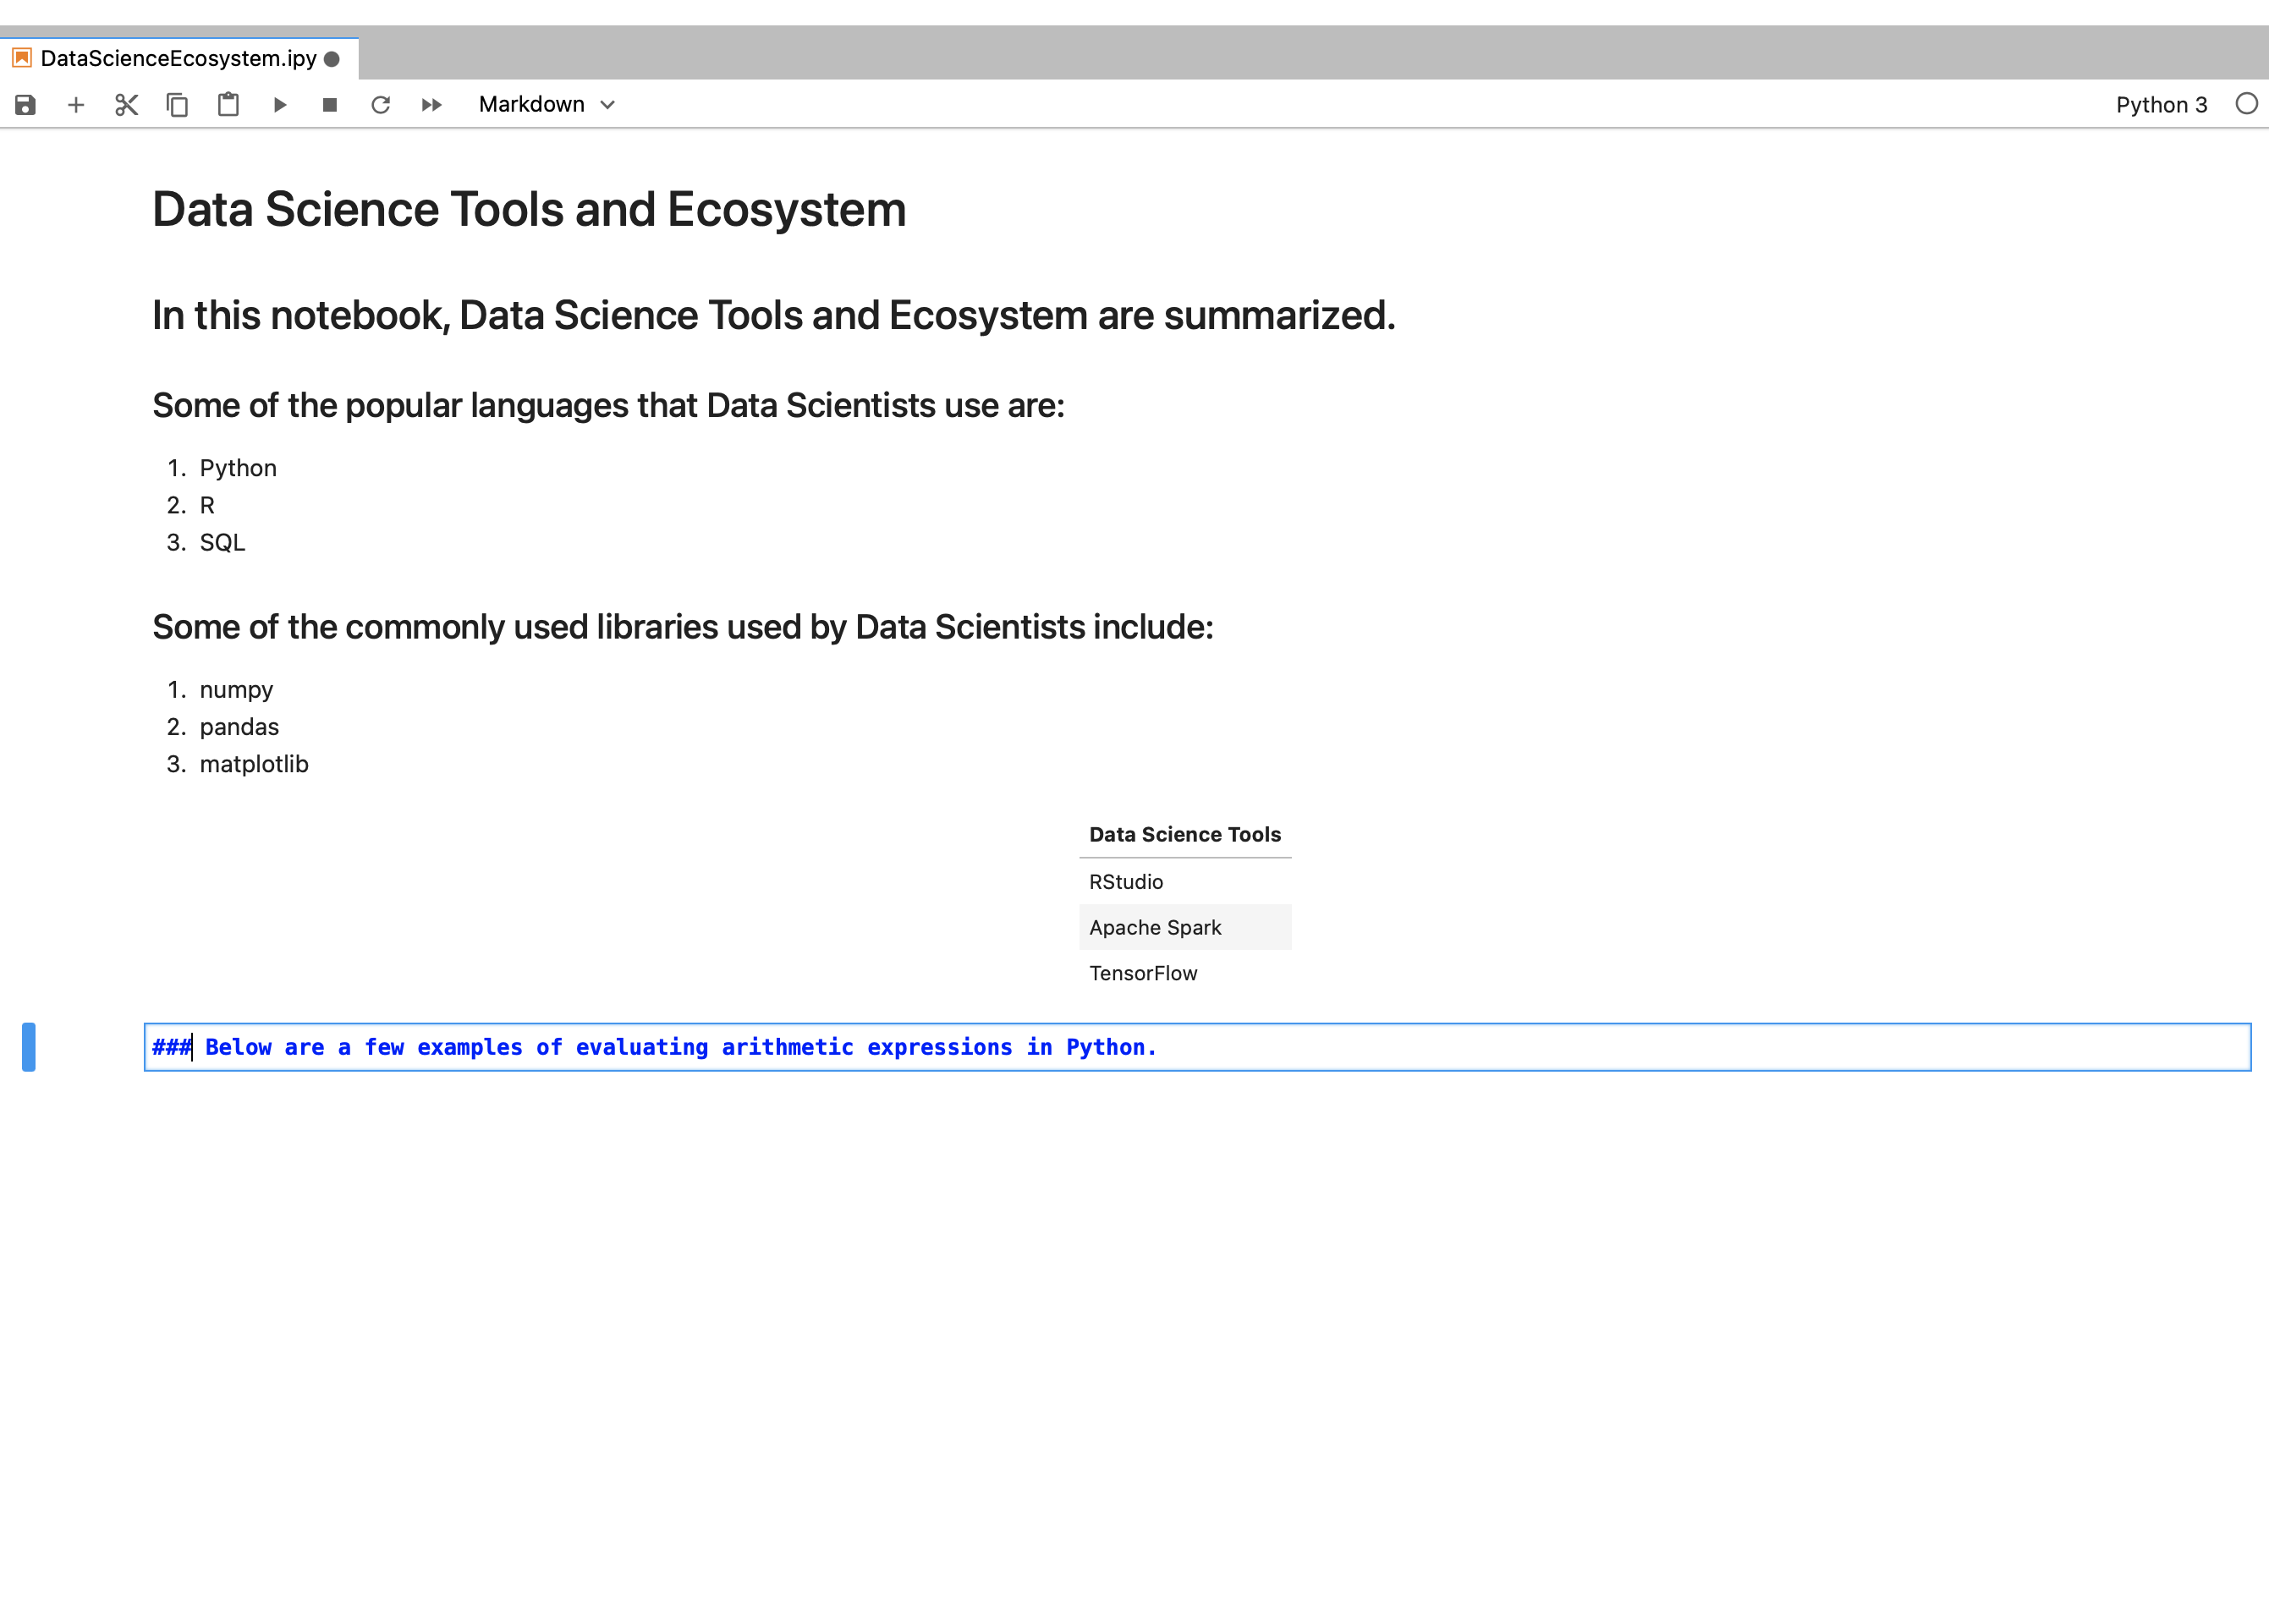 DataScienceEcosystem.ipy
Markdown
Python 3
Data Science Tools and Ecosystem
In this notebook, Data Science Tools and Ecosystem are summarized.
Some of the popular languages that Data Scientists use are:
1. Python
2. R
3. SQL
Some of the commonly used libraries used by Data Scientists include:
1. numpy
2. pandas
3. matplotlib
Data Science Tools
RStudio
Apache Spark
TensorFlow
### Below are a few examples of evaluating arithmetic expressions in Python.